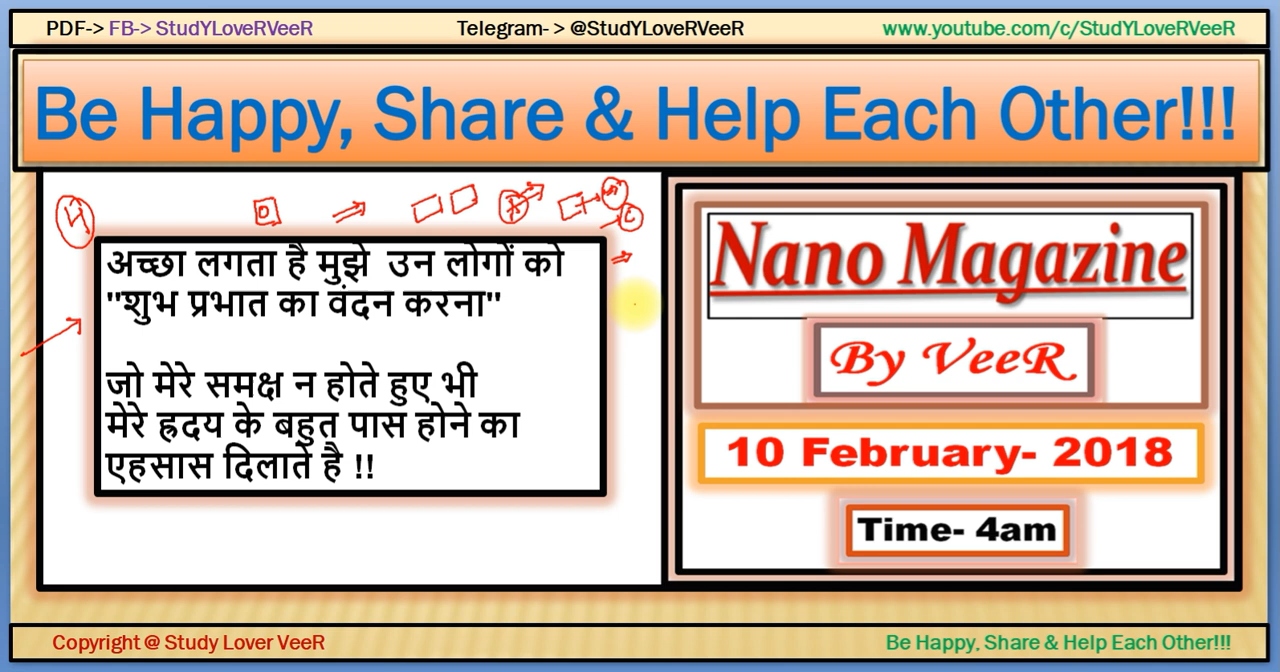 PDF-> FB-> StudYLoveRVeeR Telegram- > @StudYLoveRVeeR www.youtube.com/c/StudYLoveRVeeR
Be Happy, Share & Help Each Other!!!
अच्छा लगता है मुझे उन लोगों को
"शुभ प्रभात का वंदन करना"
जो मेरे समक्ष न होते हुए भी
मेरे ह्रदय के बहुत पास होने का
एहसास दिलाते है !!
Nano Magazine
By VeeR
10 February- 2018
Time- 4am
Copyright @ Study Lover VeeR Be Happy, Share & Help Each Other!!!